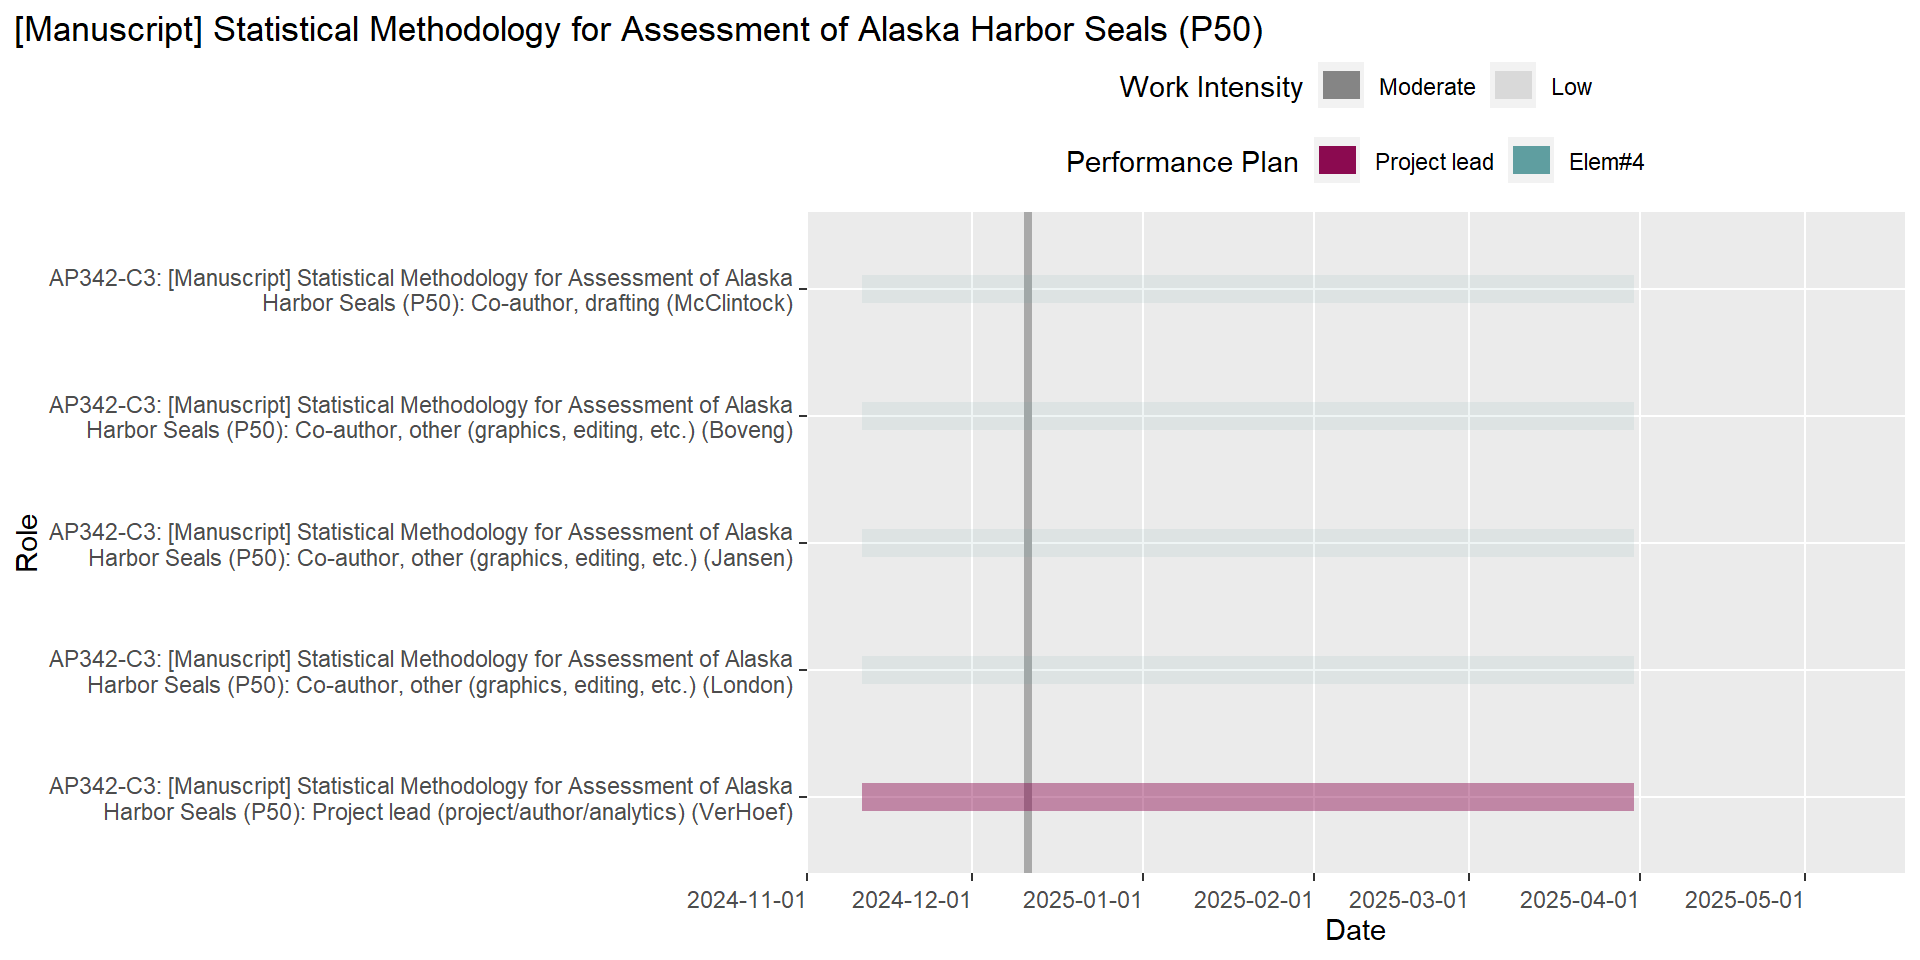 [Manuscript] Statistical Methodology for Assessment of Alaska Harbor Seals (P50)
Work Intensity Moderate Low
Performance Plan Project lead Elem#4
AP342-C3: [Manuscript] Statistical Methodology for Assessment of Alaska
Harbor Seals (P50): Co-author, drafting (McClintock)
AP342-C3: [Manuscript] Statistical Methodology for Assessment of Alaska
Harbor Seals (P50): Co-author, other (graphics, editing, etc.) (Boveng)
AP342-C3: [Manuscript] Statistical Methodology for Assessment of Alaska
Harbor Seals (P50): Co-author, other (graphics, editing, etc.) (Jansen)
AP342-C3: [Manuscript] Statistical Methodology for Assessment of Alaska
Harbor Seals (P50): Co-author, other (graphics, editing, etc.) (London)
AP342-C3: [Manuscript] Statistical Methodology for Assessment of Alaska
Harbor Seals (P50): Project lead (project/author/analytics) (VerHoef)
Role
2024-11-01 2024-12-01 2025-01-01 2025-02-01 2025-03-01 2025-04-01 2025-05-01
Date